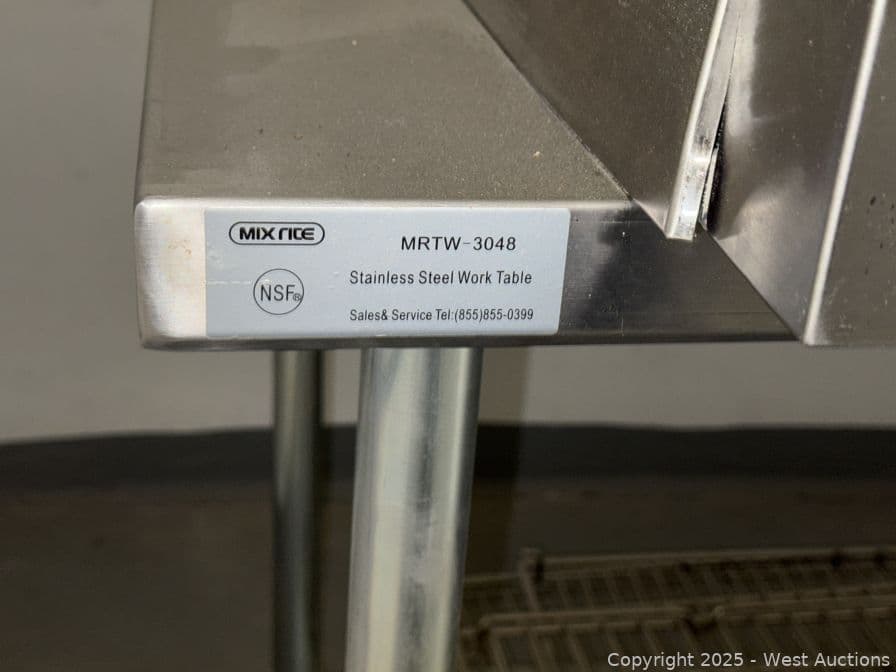 MIX RITE
MRTW-3048
NSF®
Stainless Steel Work Table
Sales& Service Tel:(855)855-0399
Copyright 2025 - West Auctions